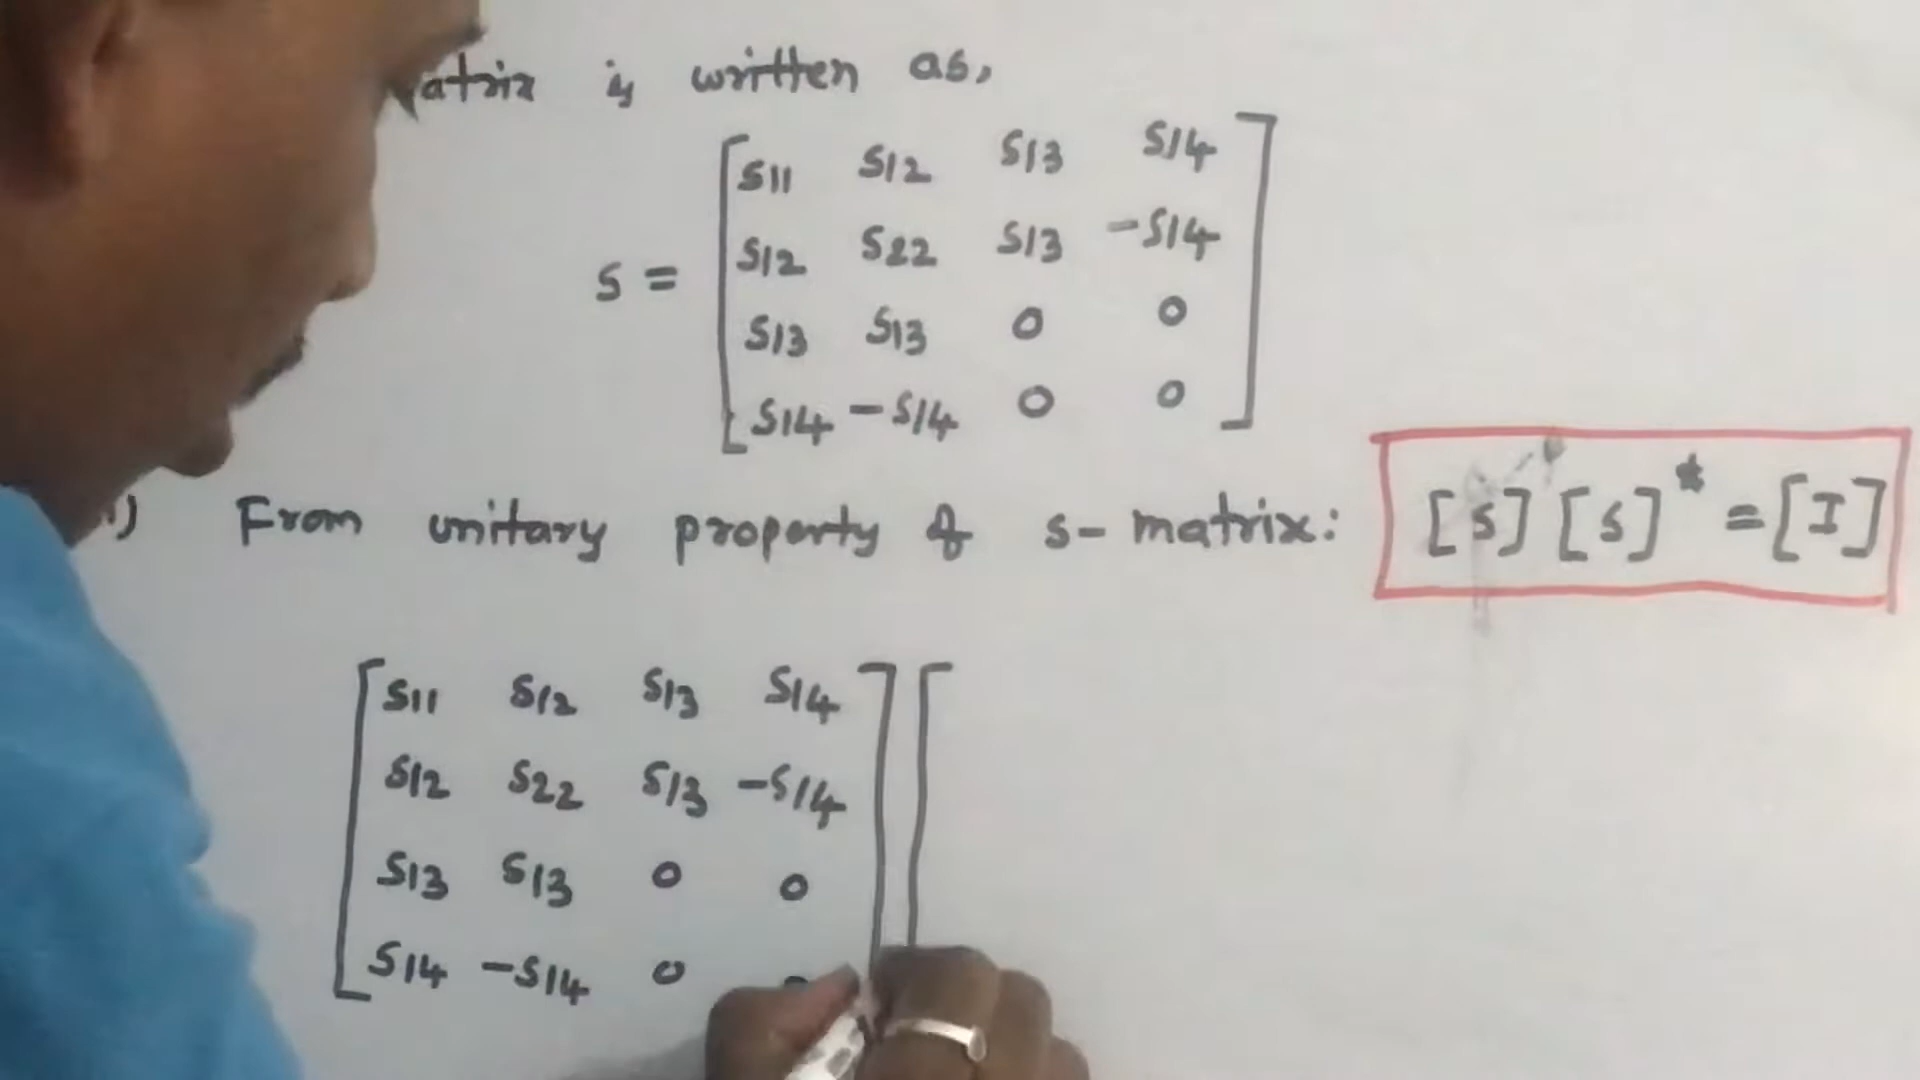 is written as,
S11 S12 S13 S14
S12 S22 S13 -S14
S = S13 S13 0 0
S14 -S14 0 0
From unitary property of s-matrix: [S] [S]* = [I]
S11 S12 S13 S14
S12 S22 S13 -S14
S13 S13 0 0
S14 -S14 0